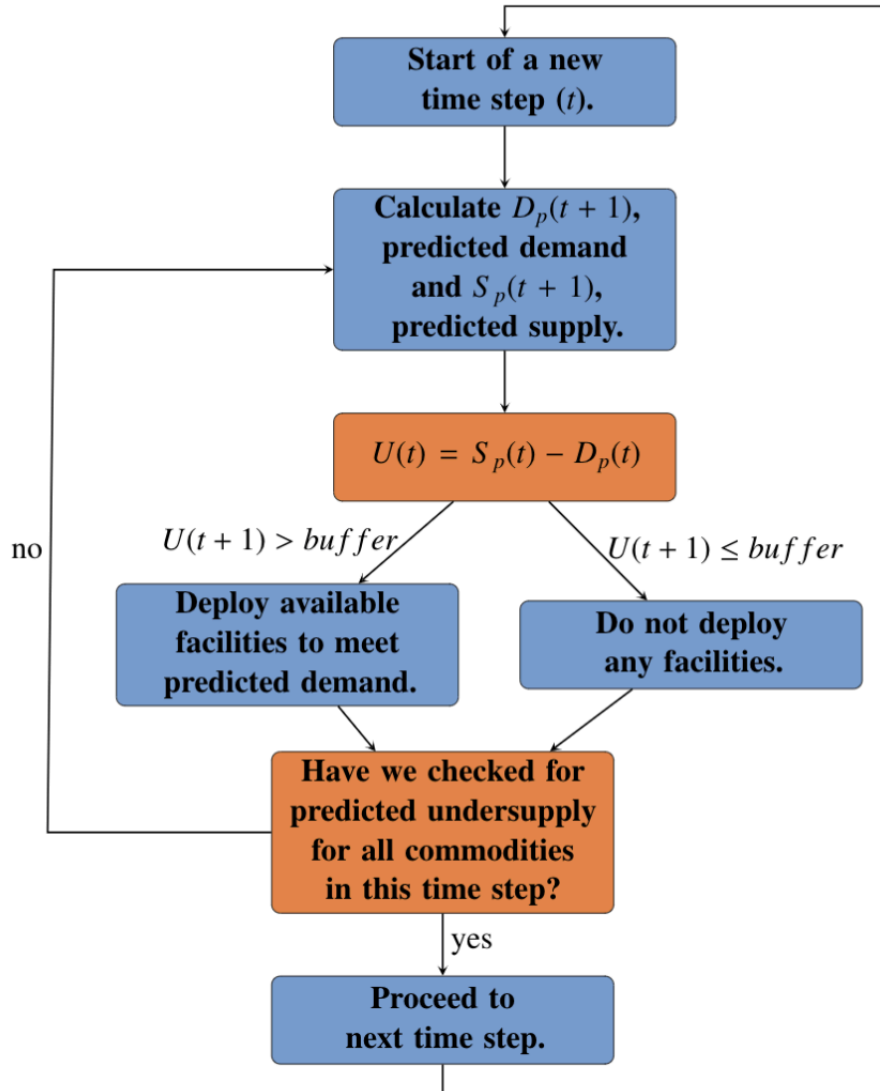 Start of a new
time step (t).
Calculate D_p(t + 1),
predicted demand
and S_p(t + 1),
predicted supply.
U(t) = S_p(t) − D_p(t)
U(t + 1) > buffer
U(t + 1) ≤ buffer
no
Deploy available
facilities to meet
predicted demand.
Do not deploy
any facilities.
Have we checked for
predicted undersupply
for all commodities
in this time step?
yes
Proceed to
next time step.